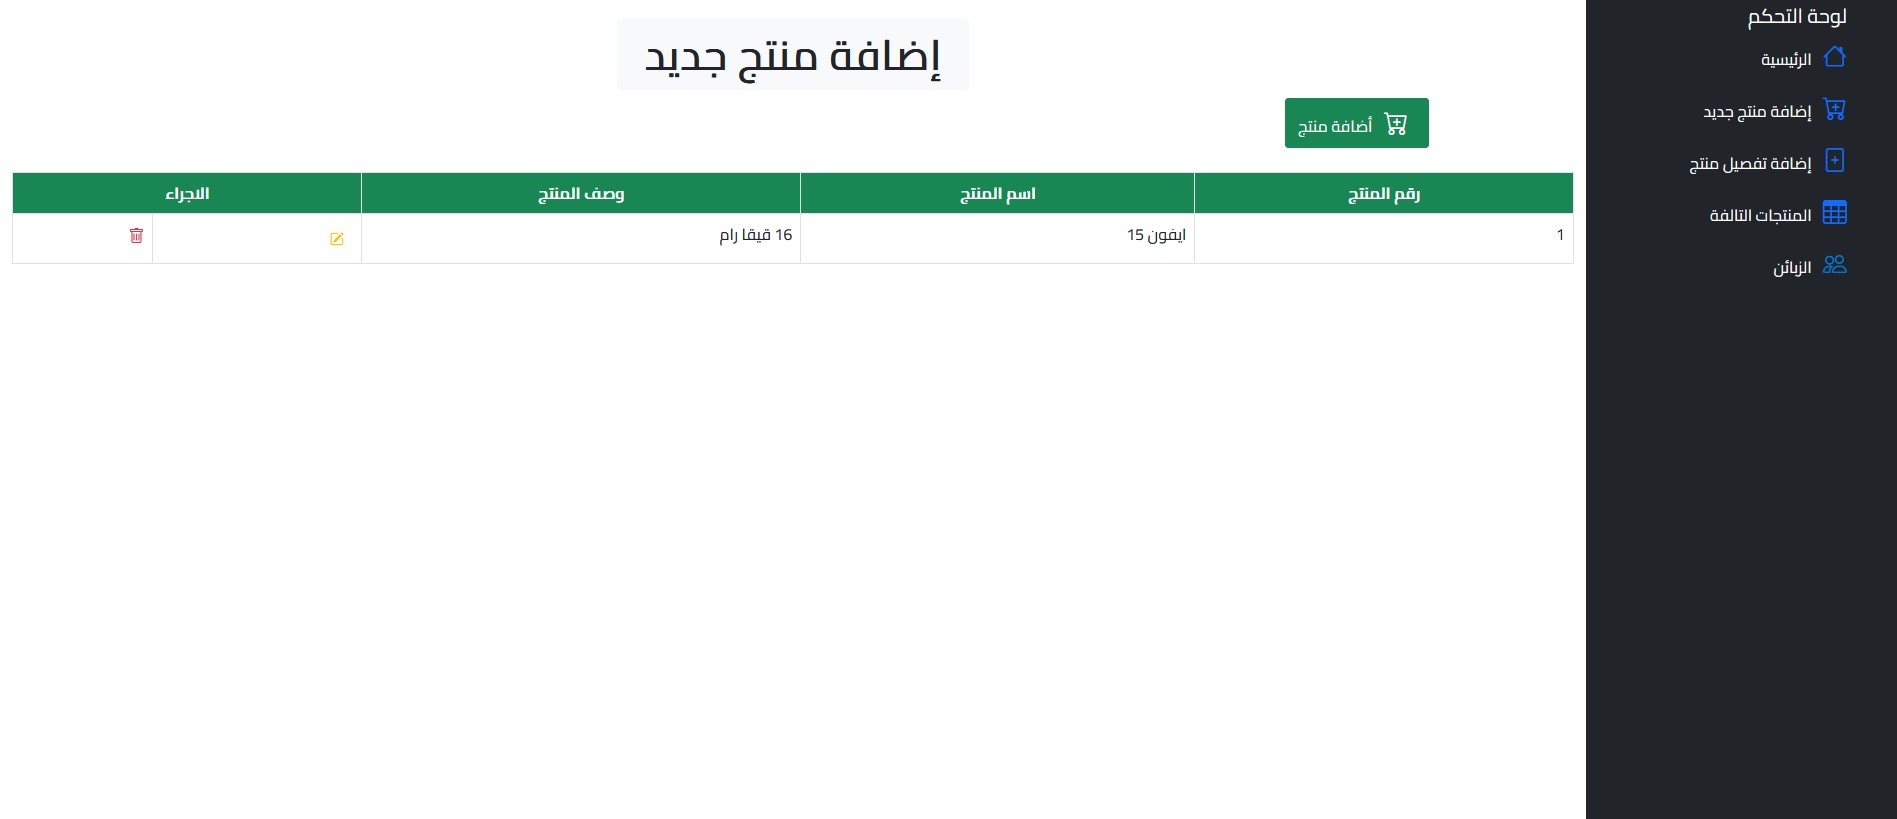 لوحة التحكم
الرئيسية
إضافة منتج جديد
إضافة تفصيل منتج
المنتجات التالفة
الزبائن
إضافة منتج جديد
أضافة منتج
رقم المنتج اسم المنتج وصف المنتج الاجراء
1 ايفون 15 16 قيقا رام